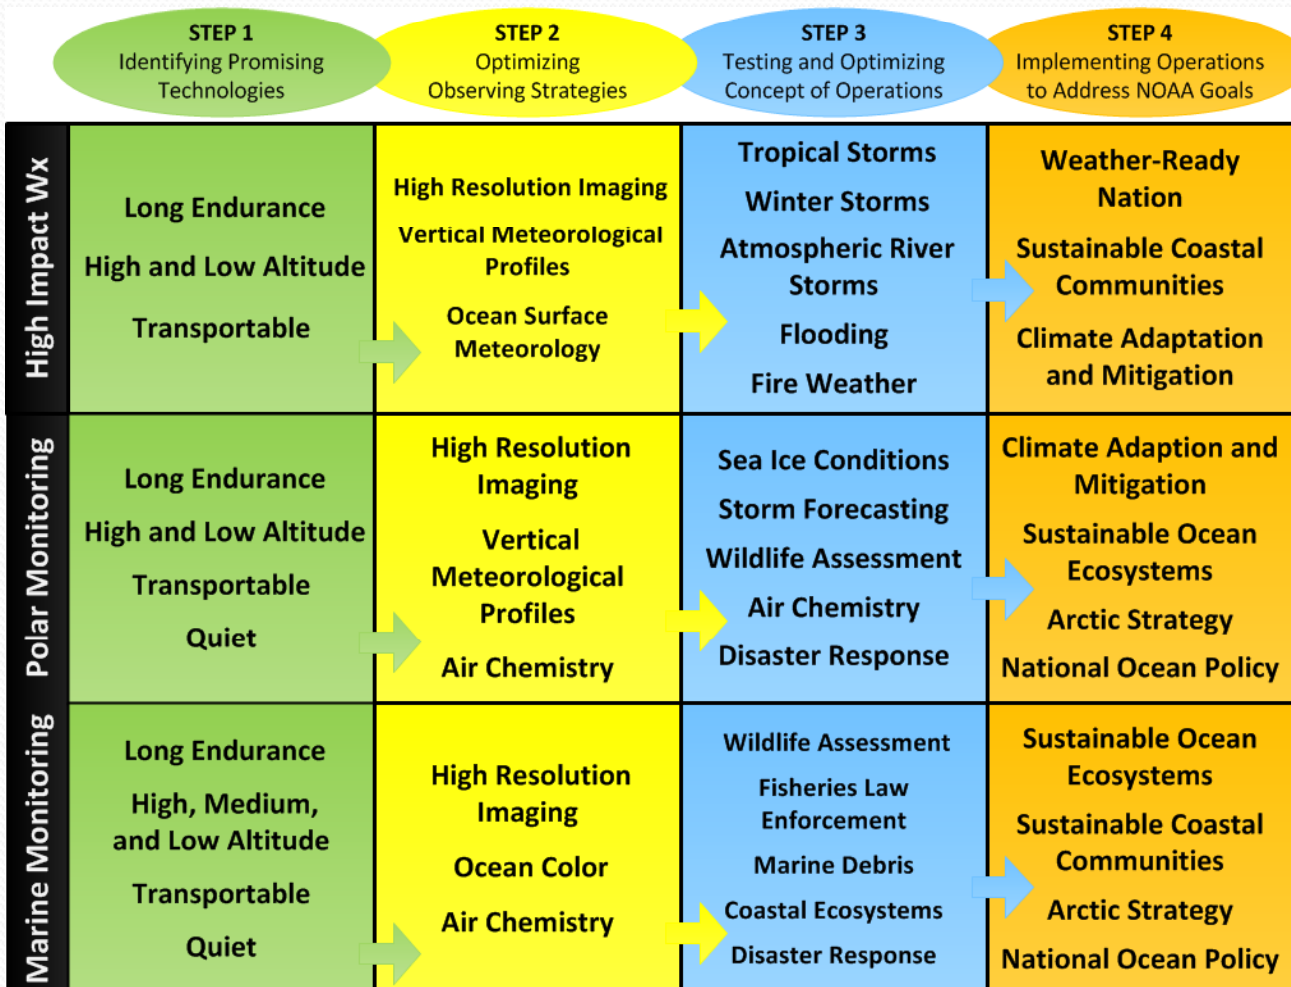 STEP 1
Identifying Promising
Technologies
STEP 2
Optimizing
Observing Strategies
STEP 3
Testing and Optimizing
Concept of Operations
STEP 4
Implementing Operations
to Address NOAA Goals
High Impact Wx
Long Endurance
High and Low Altitude
Transportable
High Resolution Imaging
Vertical Meteorological
Profiles
Ocean Surface
Meteorology
Tropical Storms
Winter Storms
Atmospheric River
Storms
Flooding
Fire Weather
Weather-Ready
Nation
Sustainable Coastal
Communities
Climate Adaptation
and Mitigation
Polar Monitoring
Long Endurance
High and Low Altitude
Transportable
Quiet
High Resolution
Imaging
Vertical
Meteorological
Profiles
Air Chemistry
Sea Ice Conditions
Storm Forecasting
Wildlife Assessment
Air Chemistry
Disaster Response
Climate Adaption and
Mitigation
Sustainable Ocean
Ecosystems
Arctic Strategy
National Ocean Policy
Marine Monitoring
Long Endurance
High, Medium,
and Low Altitude
Transportable
Quiet
High Resolution
Imaging
Ocean Color
Air Chemistry
Wildlife Assessment
Fisheries Law
Enforcement
Marine Debris
Coastal Ecosystems
Disaster Response
Sustainable Ocean
Ecosystems
Sustainable Coastal
Communities
Arctic Strategy
National Ocean Policy